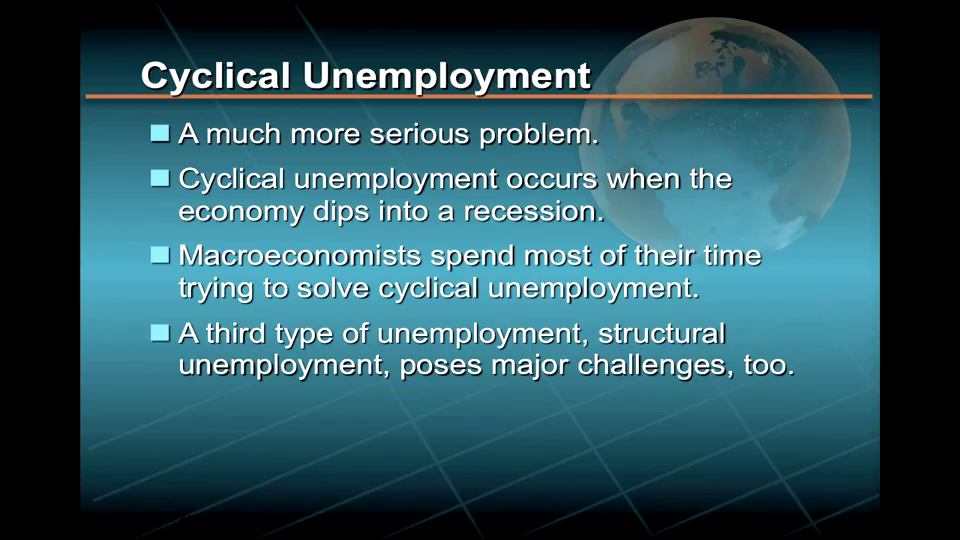 Cyclical Unemployment
A much more serious problem.
Cyclical unemployment occurs when the
economy dips into a recession.
Macroeconomists spend most of their time
trying to solve cyclical unemployment.
A third type of unemployment, structural
unemployment, poses major challenges, too.